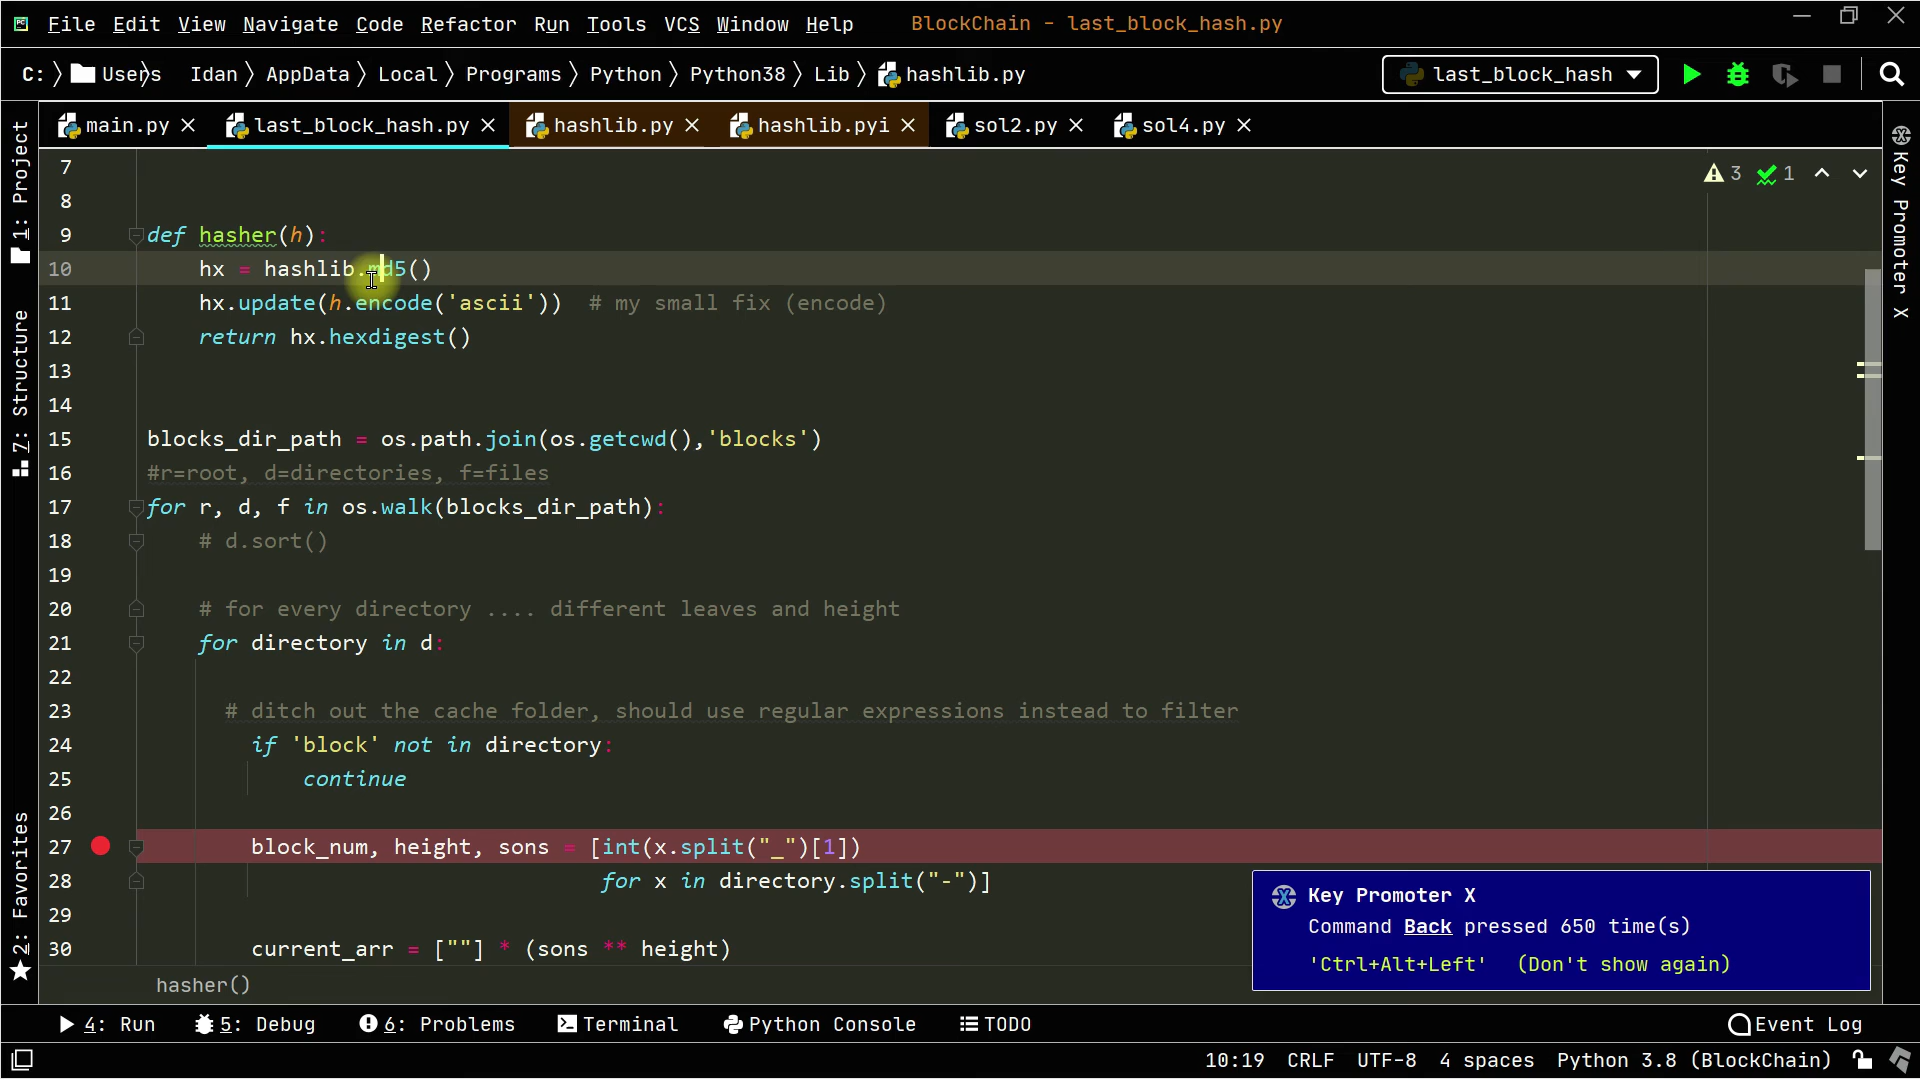 File Edit View Navigate Code Refactor Run Tools VCS Window Help BlockChain - last_block_hash.py
C: Users Idan AppData Local Programs Python Python38 Lib hashlib.py last_block_hash
main.py last_block_hash.py hashlib.py hashlib.pyi sol2.py sol4.py
1: Project
7: Structure
2: Favorites
Key Promoter X
3 1
7
8
9 def hasher(h):
10 hx = hashlib.md5()
11 hx.update(h.encode('ascii')) # my small fix (encode)
12 return hx.hexdigest()
13
14
15 blocks_dir_path = os.path.join(os.getcwd(),'blocks')
16 #r=root, d=directories, f=files
17 for r, d, f in os.walk(blocks_dir_path):
18 # d.sort()
19
20 # for every directory .... different leaves and height
21 for directory in d:
22
23 # ditch out the cache folder, should use regular expressions instead to filter
24 if 'block' not in directory:
25 continue
26
27 block_num, height, sons = [int(x.split("_")[1])
28 for x in directory.split("-")]
29
30 current_arr = [""] * (sons ** height)
hasher()
Key Promoter X
Command Back pressed 650 time(s)
'Ctrl+Alt+Left' (Don't show again)
4: Run 5: Debug 6: Problems Terminal Python Console TODO Event Log
10:19 CRLF UTF-8 4 spaces Python 3.8 (BlockChain)